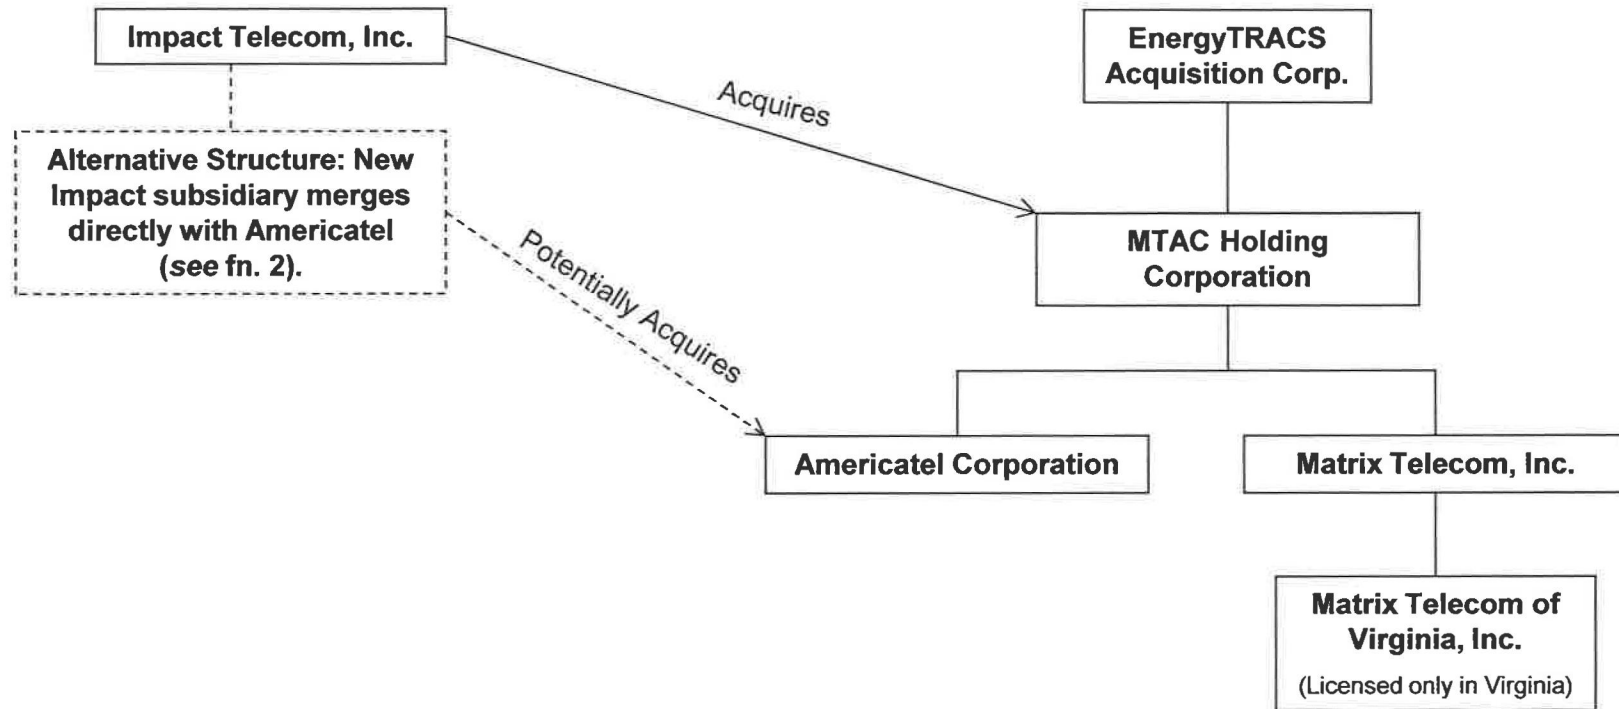 Impact Telecom, Inc.
EnergyTRACS
Acquisition Corp.
Acquires
Alternative Structure: New
Impact subsidiary merges
directly with Americatel
(see fn. 2).
MTAC Holding
Corporation
Potentially Acquires
Americatel Corporation
Matrix Telecom, Inc.
Matrix Telecom of
Virginia, Inc.
(Licensed only in Virginia)